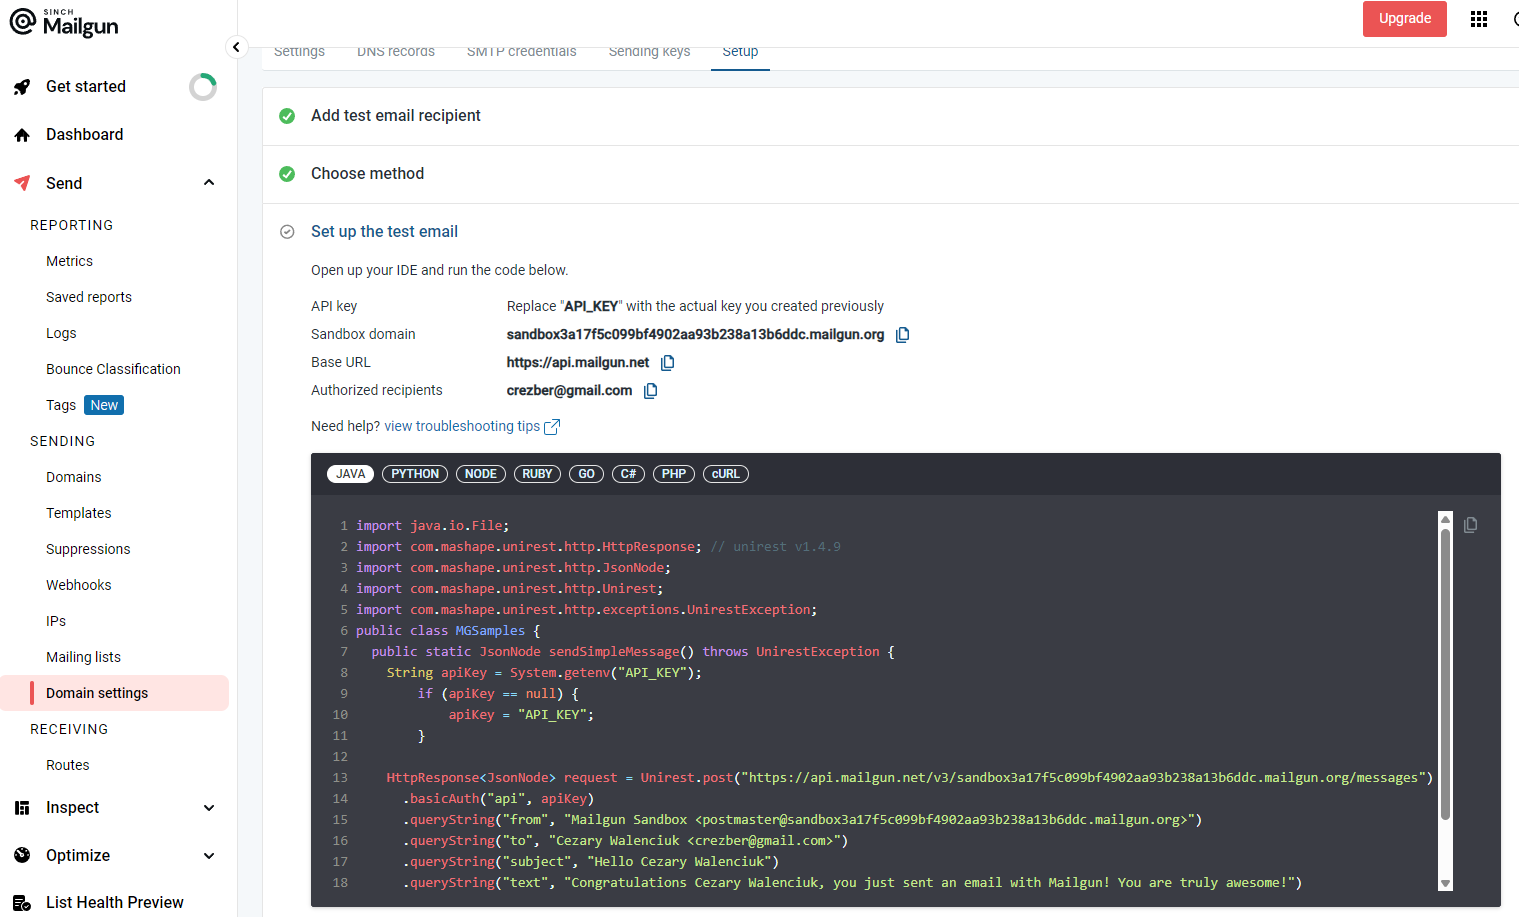 SINCH
Mailgun
Upgrade
Get started
Dashboard
Send
REPORTING
Metrics
Saved reports
Logs
Bounce Classification
Tags New
SENDING
Domains
Templates
Suppressions
Webhooks
IPs
Mailing lists
Domain settings
RECEIVING
Routes
Inspect
Optimize
List Health Preview
Settings DNS records SMTP credentials Sending keys Setup
Add test email recipient
Choose method
Set up the test email
Open up your IDE and run the code below.
API key Replace "API_KEY" with the actual key you created previously
Sandbox domain sandbox3a17f5c099bf4902aa93b238a13b6ddc.mailgun.org
Base URL https://api.mailgun.net
Authorized recipients crezber@gmail.com
Need help? view troubleshooting tips
JAVA PYTHON NODE RUBY GO C# PHP cURL
1 import java.io.File;
2 import com.mashape.unirest.http.HttpResponse; // unirest v1.4.9
3 import com.mashape.unirest.http.JsonNode;
4 import com.mashape.unirest.http.Unirest;
5 import com.mashape.unirest.http.exceptions.UnirestException;
6 public class MGSamples {
7 public static JsonNode sendSimpleMessage() throws UnirestException {
8 String apiKey = System.getenv("API_KEY");
9 if (apiKey == null) {
10 apiKey = "API_KEY";
11 }
12
13 HttpResponse<JsonNode> request = Unirest.post("https://api.mailgun.net/v3/sandbox3a17f5c099bf4902aa93b238a13b6ddc.mailgun.org/messages")
14 .basicAuth("api", apiKey)
15 .queryString("from", "Mailgun Sandbox <postmaster@sandbox3a17f5c099bf4902aa93b238a13b6ddc.mailgun.org>")
16 .queryString("to", "Cezary Walenciuk <crezber@gmail.com>")
17 .queryString("subject", "Hello Cezary Walenciuk")
18 .queryString("text", "Congratulations Cezary Walenciuk, you just sent an email with Mailgun! You are truly awesome!")